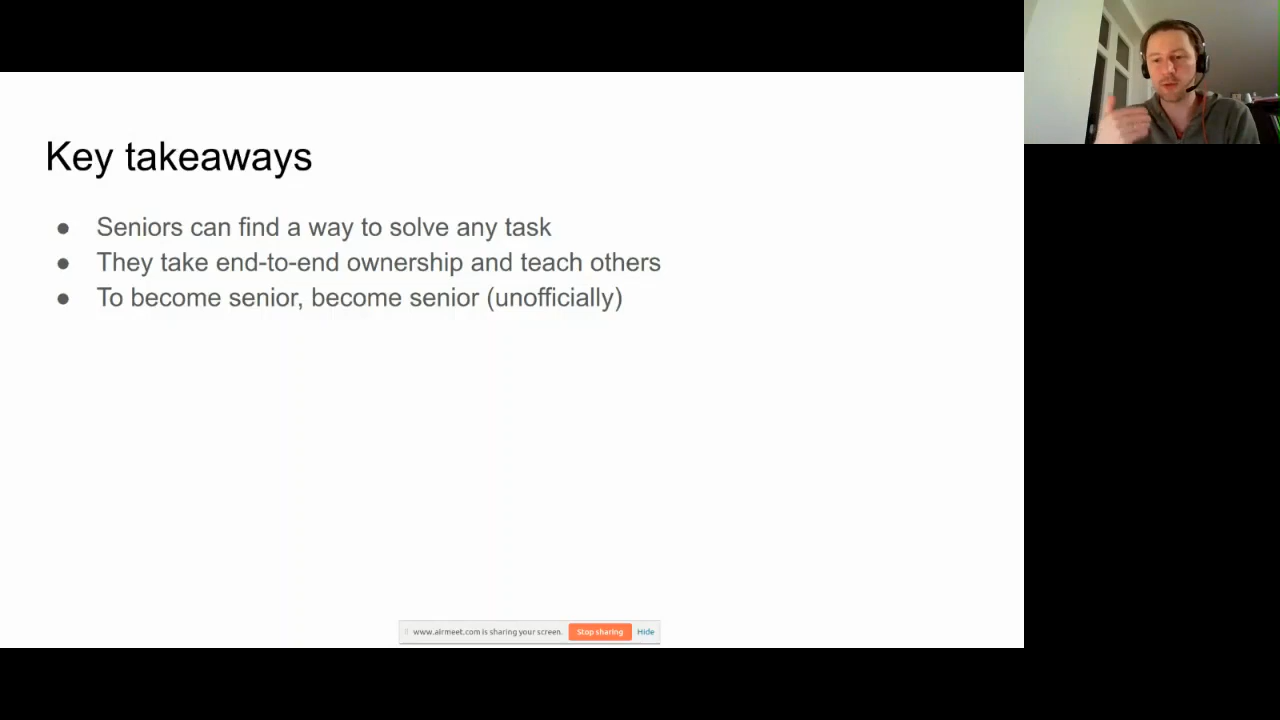 Key takeaways
● Seniors can find a way to solve any task
● They take end-to-end ownership and teach others
● To become senior, become senior (unofficially)
www.airmeet.com is sharing your screen. Stop sharing Hide